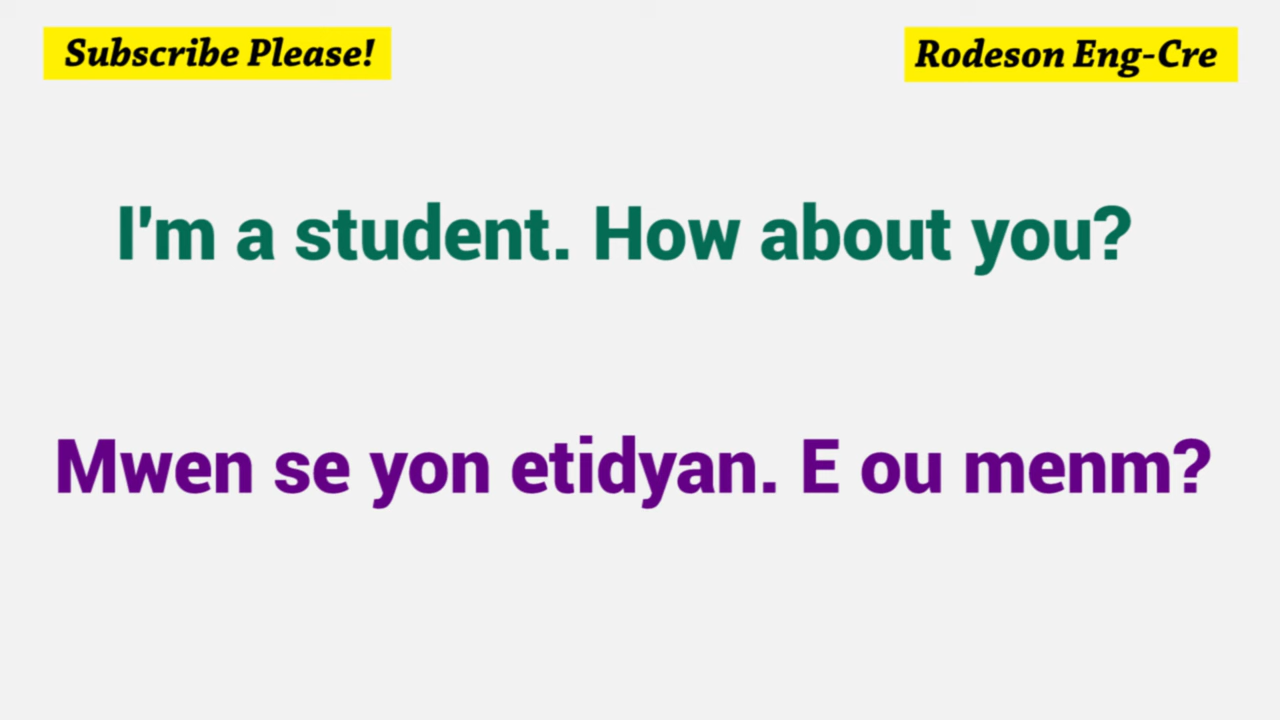 Subscribe Please!
Rodeson Eng-Cre
I'm a student. How about you?
Mwen se yon etidyan. E ou menm?